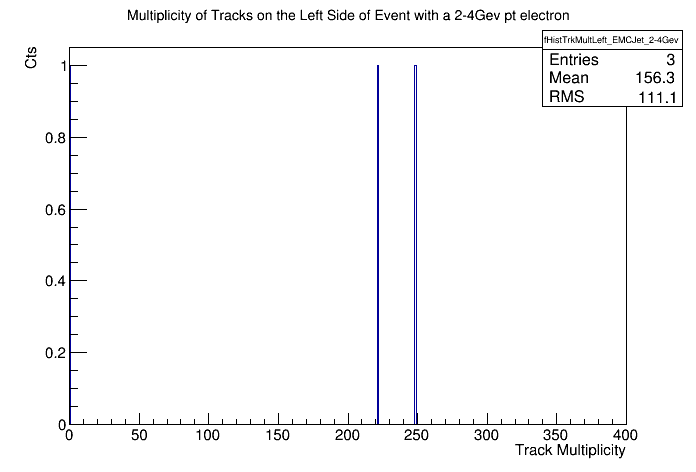 Multiplicity of Tracks on the Left Side of Event with a 2-4Gev pt electron
fHistTrkMultLeft_EMCJet_2-4Gev
Entries 3
Mean 156.3
RMS 111.1
Cts
1
0.8
0.6
0.4
0.2
0
0 50 100 150 200 250 300 350 400
Track Multiplicity